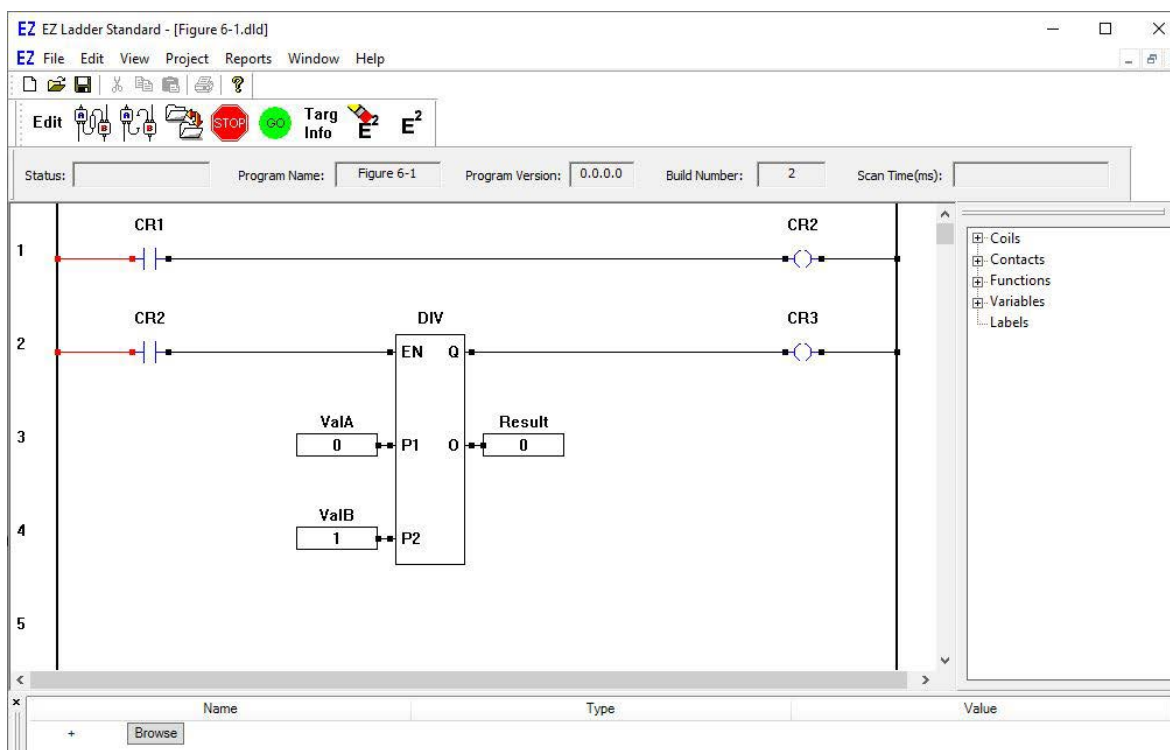 EZ EZ Ladder Standard - [Figure 6-1.dld]
EZ File Edit View Project Reports Window Help
Edit A B A B STOP GO Targ Info E² E²
Status: Program Name: Figure 6-1 Program Version: 0.0.0.0 Build Number: 2 Scan Time(ms):
CR1 CR2
1
CR2 DIV CR3
2 EN Q
ValA Result
3 0 P1 O 0
ValB
4 1 P2
5
Coils
Contacts
Functions
Variables
Labels
Name Type Value
+ Browse